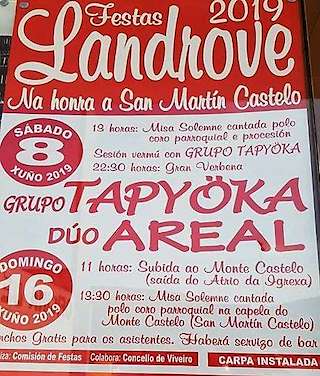 Festas 2019
Landrove
Na honra a San Martín Castelo
SÁBADO
8
XUÑO 2019
13 horas: Misa Solemne cantada polo
coro parroquial e procesión
Sesión vermú con GRUPO TAPYÖKA
22:30 horas: Gran Verbena
GRUPO TAPYÖKA
DÚO AREAL
DOMINGO
16
XUÑO 2019
11 horas: Subida ao Monte Castelo
(saída do Atrio da Igrexa)
13:30 horas: Misa Solemne cantada
polo coro parroquial na capela do
Monte Castelo (San Martín Castelo)
nchos Gratis para os asistentes. Haberá servizo de bar
iza: Comisión de Festas Colabora: Concello de Viveiro CARPA INSTALADA